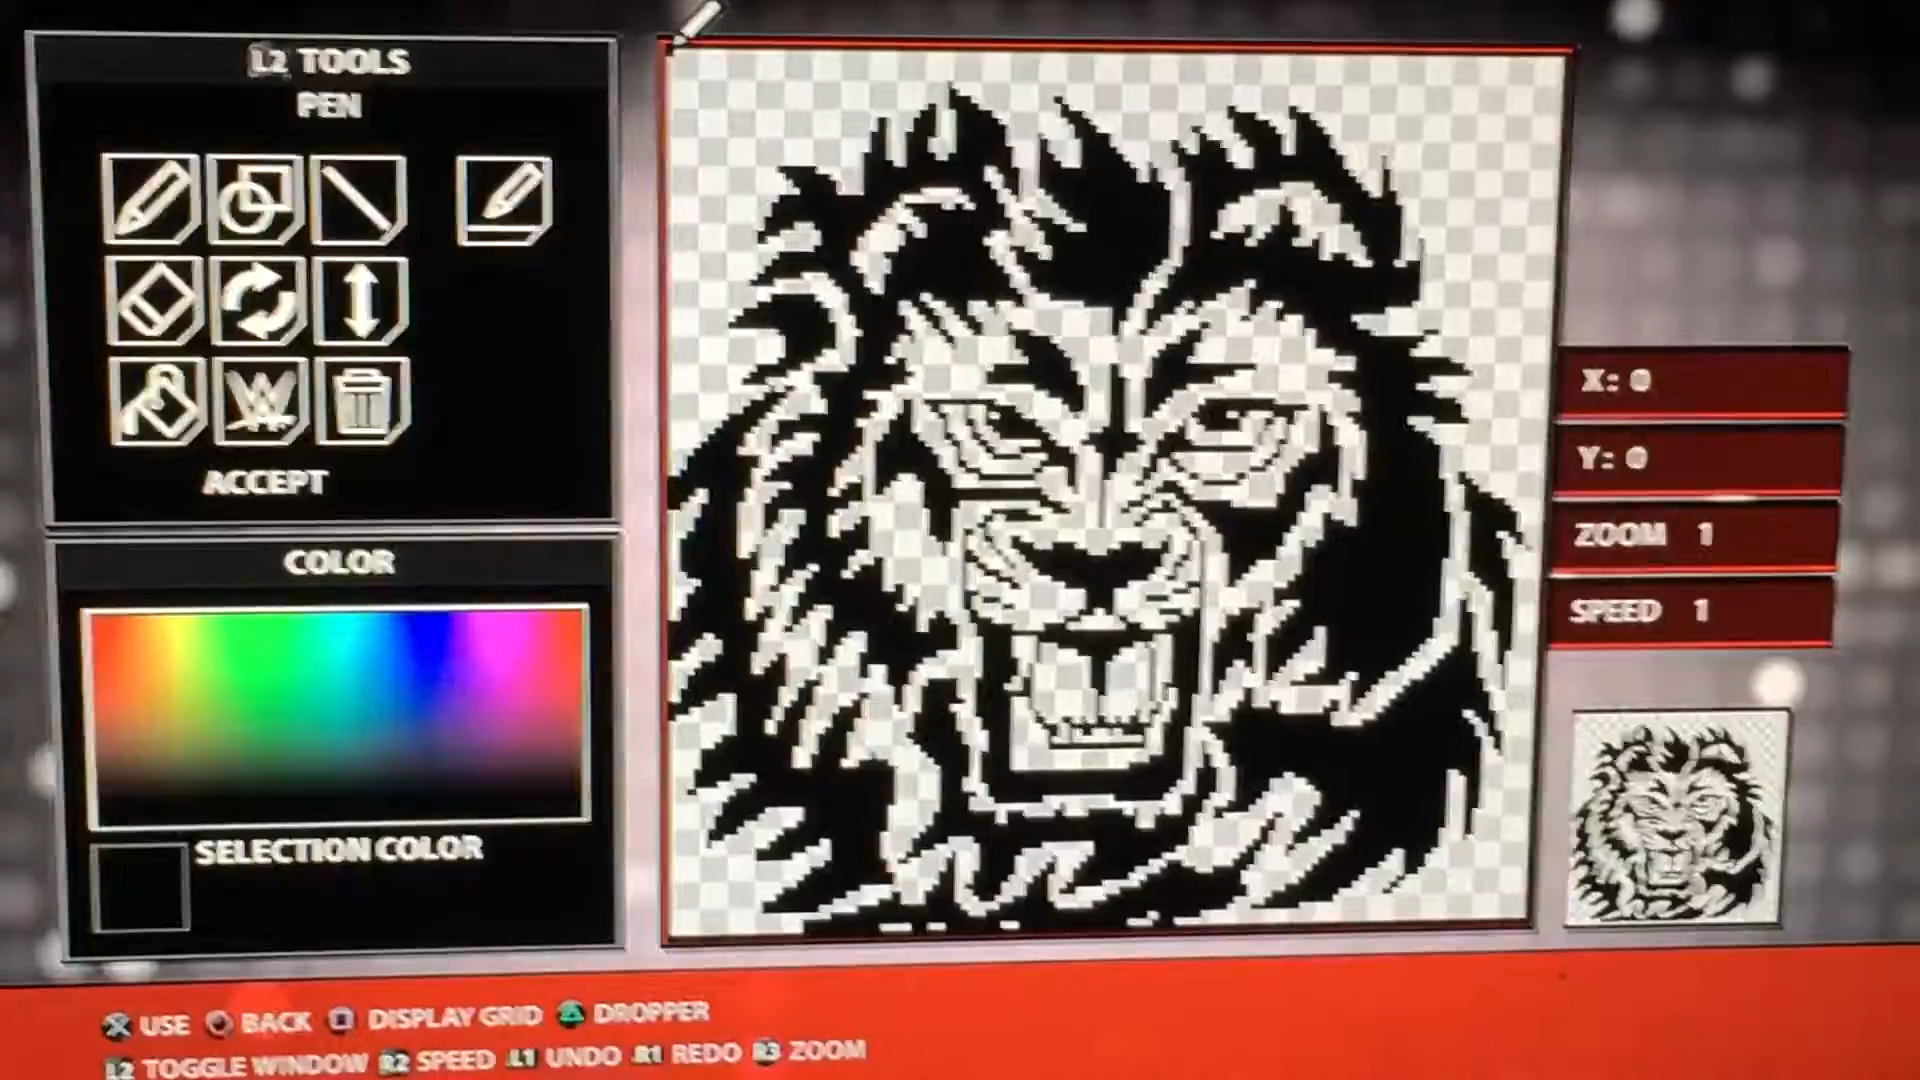 L2 TOOLS
PEN
ACCEPT
COLOR
SELECTION COLOR
X: 0
Y: 0
ZOOM 1
SPEED 1
USE BACK DISPLAY GRID DROPPER
L2 TOGGLE WINDOW R2 SPEED L1 UNDO R1 REDO R3 ZOOM